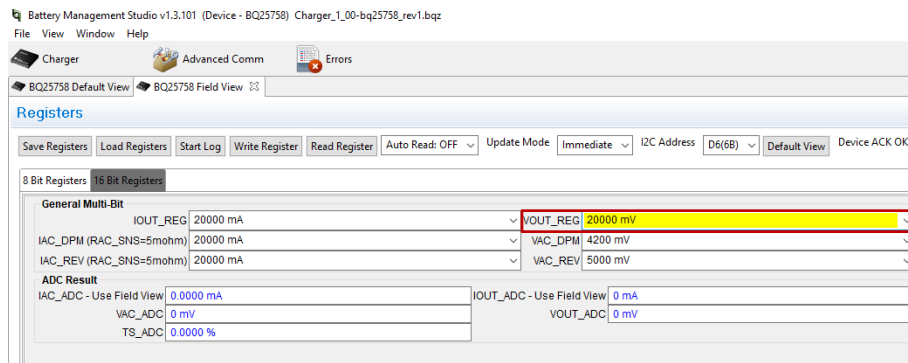 Battery Management Studio v1.3.101 (Device - BQ25758) Charger_1_00-bq25758_rev1.bqz
File View Window Help
Charger Advanced Comm Errors
BQ25758 Default View BQ25758 Field View
Registers
Save Registers Load Registers Start Log Write Register Read Register Auto Read: OFF Update Mode Immediate I2C Address D6(6B) Default View Device ACK OK
8 Bit Registers 16 Bit Registers
General Multi-Bit
IOUT_REG 20000 mA VOUT_REG 20000 mV
IAC_DPM (RAC_SNS=5mohm) 20000 mA VAC_DPM 4200 mV
IAC_REV (RAC_SNS=5mohm) 20000 mA VAC_REV 5000 mV
ADC Result
IAC_ADC - Use Field View 0.0000 mA IOUT_ADC - Use Field View 0 mA
VAC_ADC 0 mV VOUT_ADC 0 mV
TS_ADC 0.0000 %